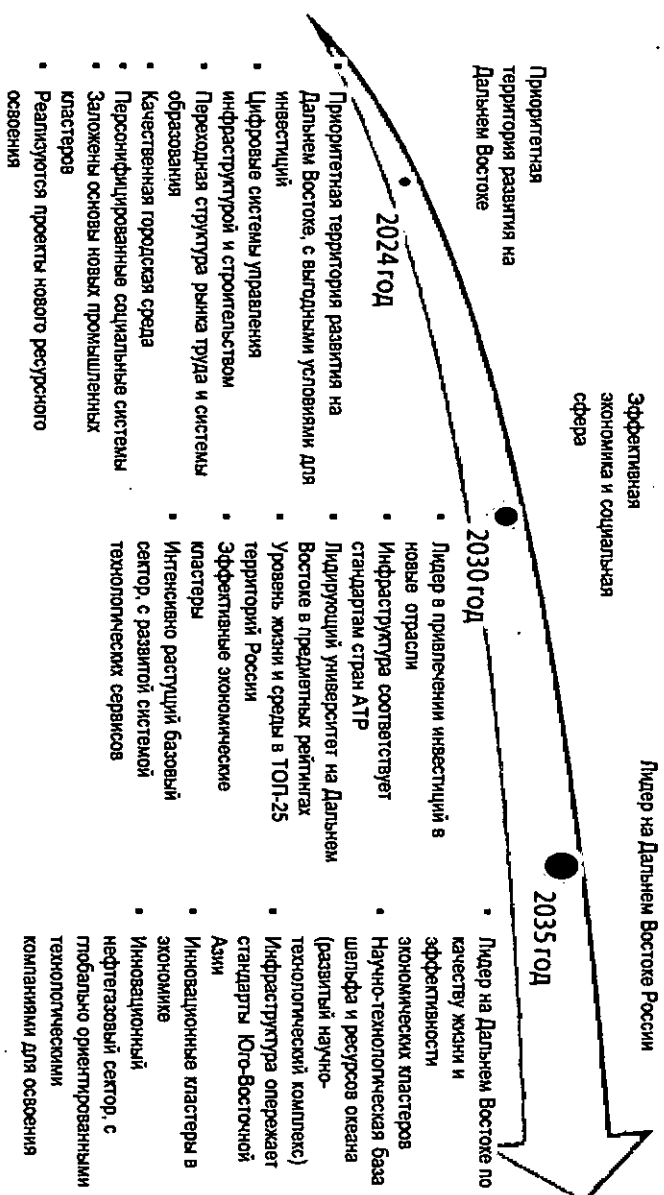 Приоритетная
территория развития на
Дальнем Востоке
Эффективная
экономика и социальная
сфера
Лидер на Дальнем Востоке России
2024 год
2030 год
2035 год
▪ Приоритетная территория развития на
Дальнем Востоке, с выгодными условиями для
инвестиций
▪ Цифровые системы управления
инфраструктурой и строительством
▪ Переходная структура рынка труда и системы
образования
▪ Качественная городская среда
▪ Персонифицированные социальные системы
▪ Заложены основы новых промышленных
кластеров
▪ Реализуются проекты нового ресурсного
освоения
▪ Лидер в привлечении инвестиций в
новые отрасли
▪ Инфраструктура соответствует
стандартам стран АТР
▪ Лидирующий университет на Дальнем
Востоке в предметных рейтингах
▪ Уровень жизни и среды в ТОП-25
территорий России
▪ Эффективные экономические
кластеры
▪ Интенсивно растущий базовый
сектор, с развитой системой
технологических сервисов
▪ Лидер на Дальнем Востоке по
качеству жизни и
эффективности
экономических кластеров
▪ Научно-технологическая база
шельфа и ресурсов океана
(развитый научно-
технологический комплекс)
▪ Инфраструктура опережает
стандарты Юго-Восточной
Азии
▪ Инновационные кластеры в
экономике
▪ Инновационный
нефтегазовый сектор, с
глобально ориентированными
технологическими
компаниями для освоения